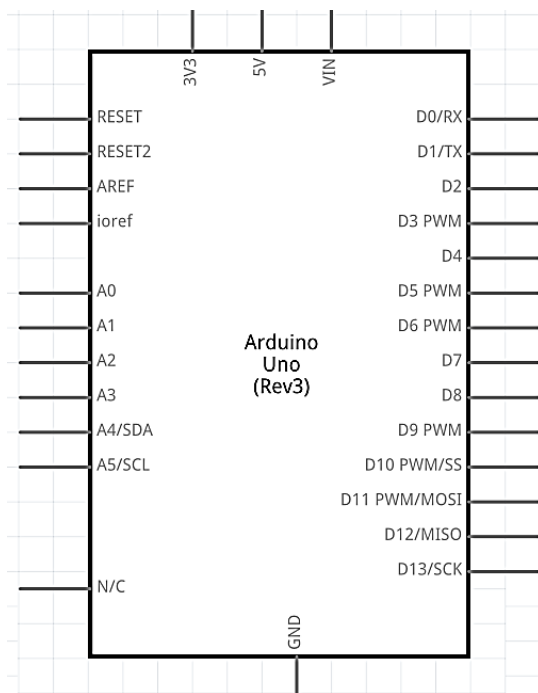 3V3
5V
VIN
RESET
RESET2
AREF
ioref
A0
A1
A2
A3
A4/SDA
A5/SCL
N/C
Arduino
Uno
(Rev3)
D0/RX
D1/TX
D2
D3 PWM
D4
D5 PWM
D6 PWM
D7
D8
D9 PWM
D10 PWM/SS
D11 PWM/MOSI
D12/MISO
D13/SCK
GND